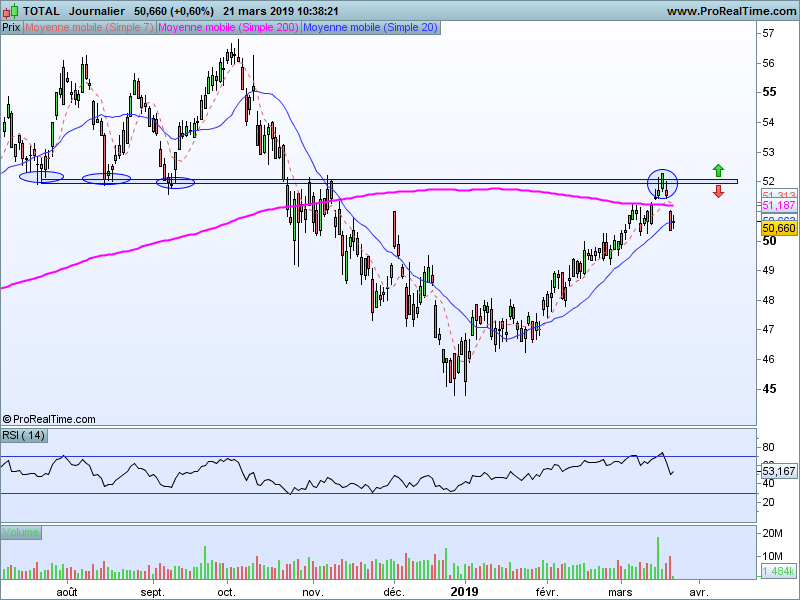 TOTAL Journalier 50,660 (+0,60%) 21 mars 2019 10:38:21 www.ProRealTime.com
Prix Moyenne mobile (Simple 7) Moyenne mobile (Simple 200) Moyenne mobile (Simple 20)
57
56
55
54
53
52
51,313
51,187
50,660
50
49
48
47
46
45
© ProRealTime.com
RSI ( 14)
80
53,167
40
20
Volume
20M
10M
1 484k
août sept. oct. nov. déc. 2019 févr. mars avr.